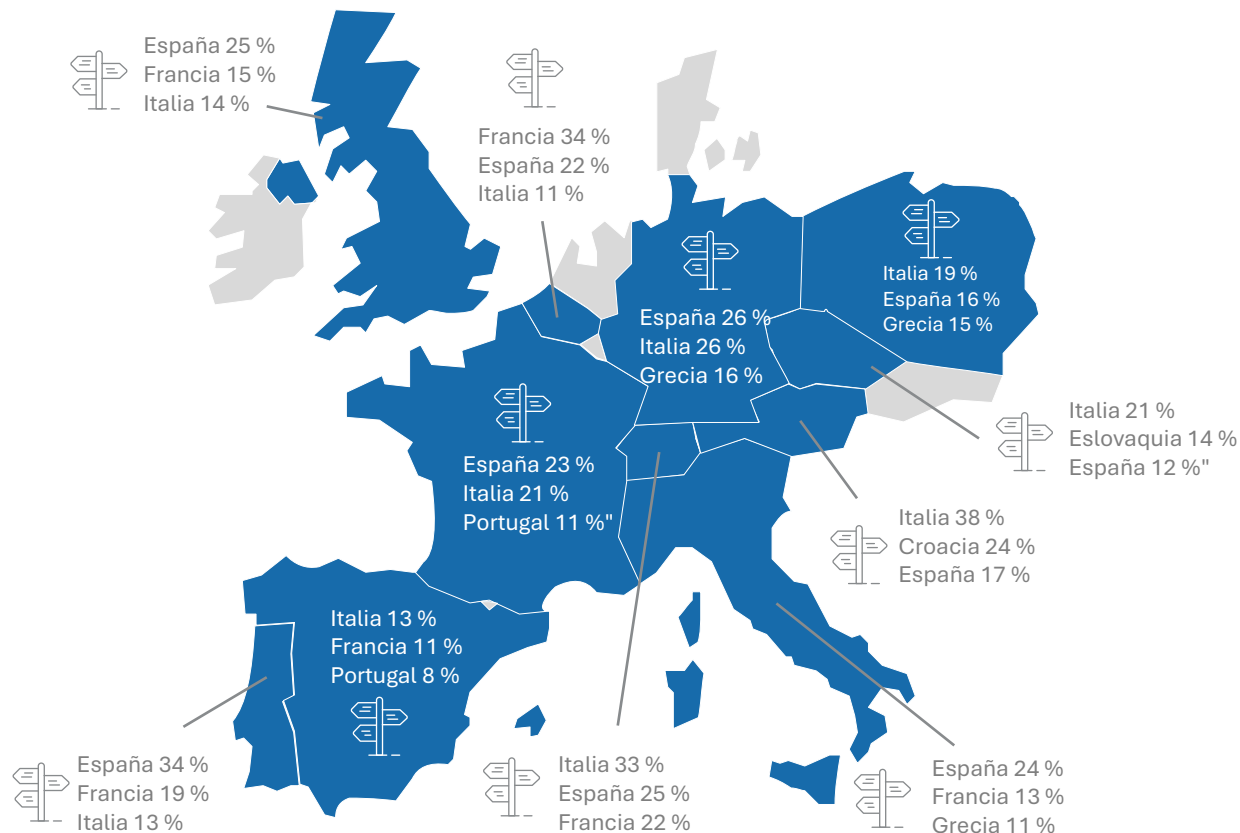 España 25 %
Francia 15 %
Italia 14 %
Francia 34 %
España 22 %
Italia 11 %
Italia 19 %
España 16 %
Grecia 15 %
España 26 %
Italia 26 %
Grecia 16 %
España 23 %
Italia 21 %
Portugal 11 %"
Italia 21 %
Eslovaquia 14 %
España 12 %"
Italia 38 %
Croacia 24 %
España 17 %
Italia 13 %
Francia 11 %
Portugal 8 %
España 34 %
Francia 19 %
Italia 13 %
Italia 33 %
España 25 %
Francia 22 %
España 24 %
Francia 13 %
Grecia 11 %